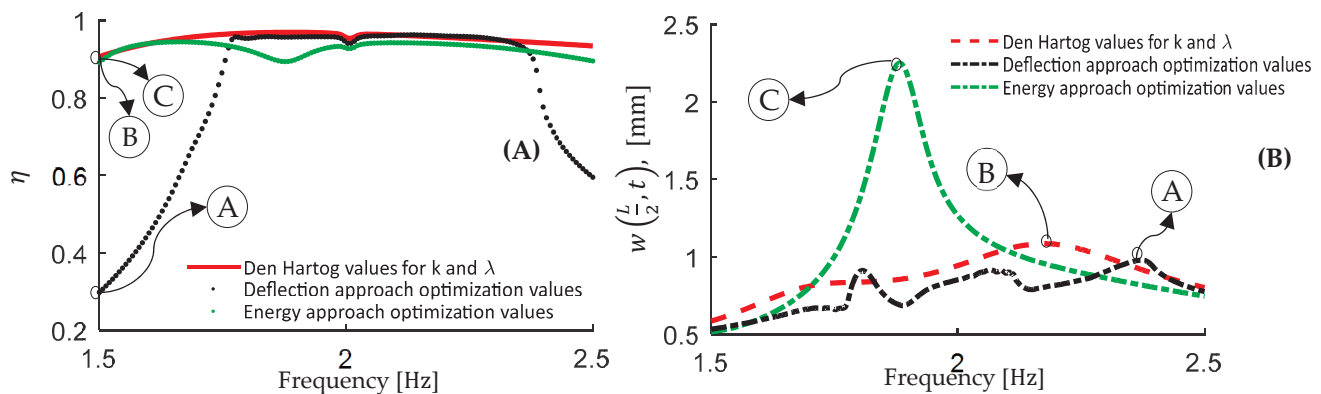 1
0.8
0.6
0.4
0.2
η
1.5
2
2.5
Frequency [Hz]
C
B
A
(A)
Den Hartog values for k and λ
Deflection approach optimization values
Energy approach optimization values
2.5
2
1.5
1
0.5
w(L/2, t), [mm]
1.5
2
2.5
Frequency [Hz]
C
B
A
(B)
Den Hartog values for k and λ
Deflection approach optimization values
Energy approach optimization values